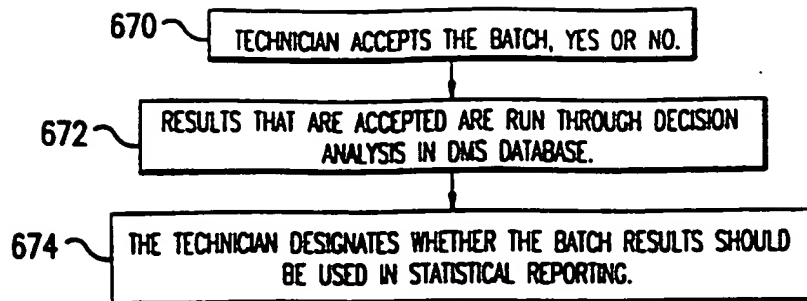 670
TECHNICIAN ACCEPTS THE BATCH, YES OR NO.
672
RESULTS THAT ARE ACCEPTED ARE RUN THROUGH DECISION
ANALYSIS IN DMS DATABASE.
674
THE TECHNICIAN DESIGNATES WHETHER THE BATCH RESULTS SHOULD
BE USED IN STATISTICAL REPORTING.